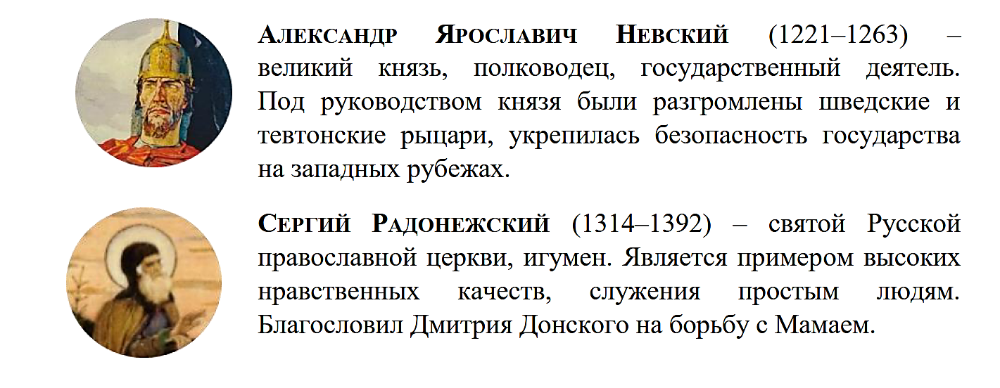 Александр Ярославич Невский (1221–1263) –
великий князь, полководец, государственный деятель.
Под руководством князя были разгромлены шведские и
тевтонские рыцари, укрепилась безопасность государства
на западных рубежах.
Сергий Радонежский (1314–1392) – святой Русской
православной церкви, игумен. Является примером высоких
нравственных качеств, служения простым людям.
Благословил Дмитрия Донского на борьбу с Мамаем.